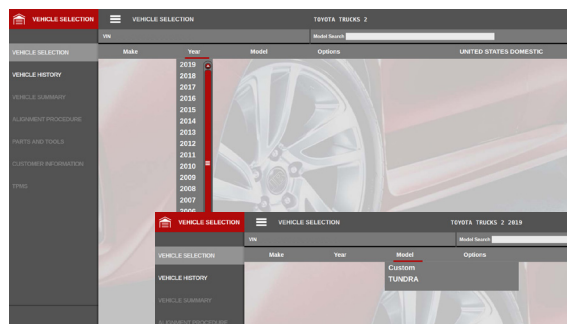 VEHICLE SELECTION
VEHICLE SELECTION
TOYOTA TRUCKS 2
VIN
Model Search
VEHICLE SELECTION
Make Year Model Options UNITED STATES DOMESTIC
VEHICLE HISTORY
VEHICLE SUMMARY
ALIGNMENT PROCEDURE
PARTS AND TOOLS
CUSTOMER INFORMATION
TPMS
2019
2018
2017
2016
2015
2014
2013
2012
2011
2010
2009
2008
2007
2006
VEHICLE SELECTION
VEHICLE SELECTION
TOYOTA TRUCKS 2 2019
VIN
Model Search
VEHICLE SELECTION
Make Year Model Options
Custom
TUNDRA
VEHICLE HISTORY
VEHICLE SUMMARY
ALIGNMENT PROCEDURE